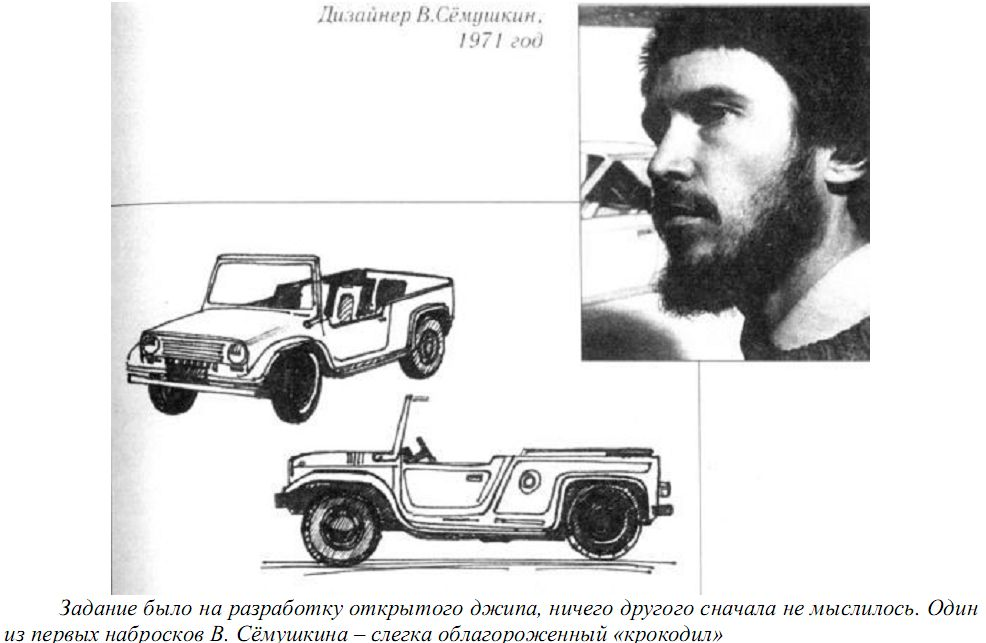 Дизайнер В.Сёмушкин,
1971 год
Задание было на разработку открытого джипа, ничего другого сначала не мыслилось. Один
из первых набросков В. Сёмушкина – слегка облагороженный «крокодил»